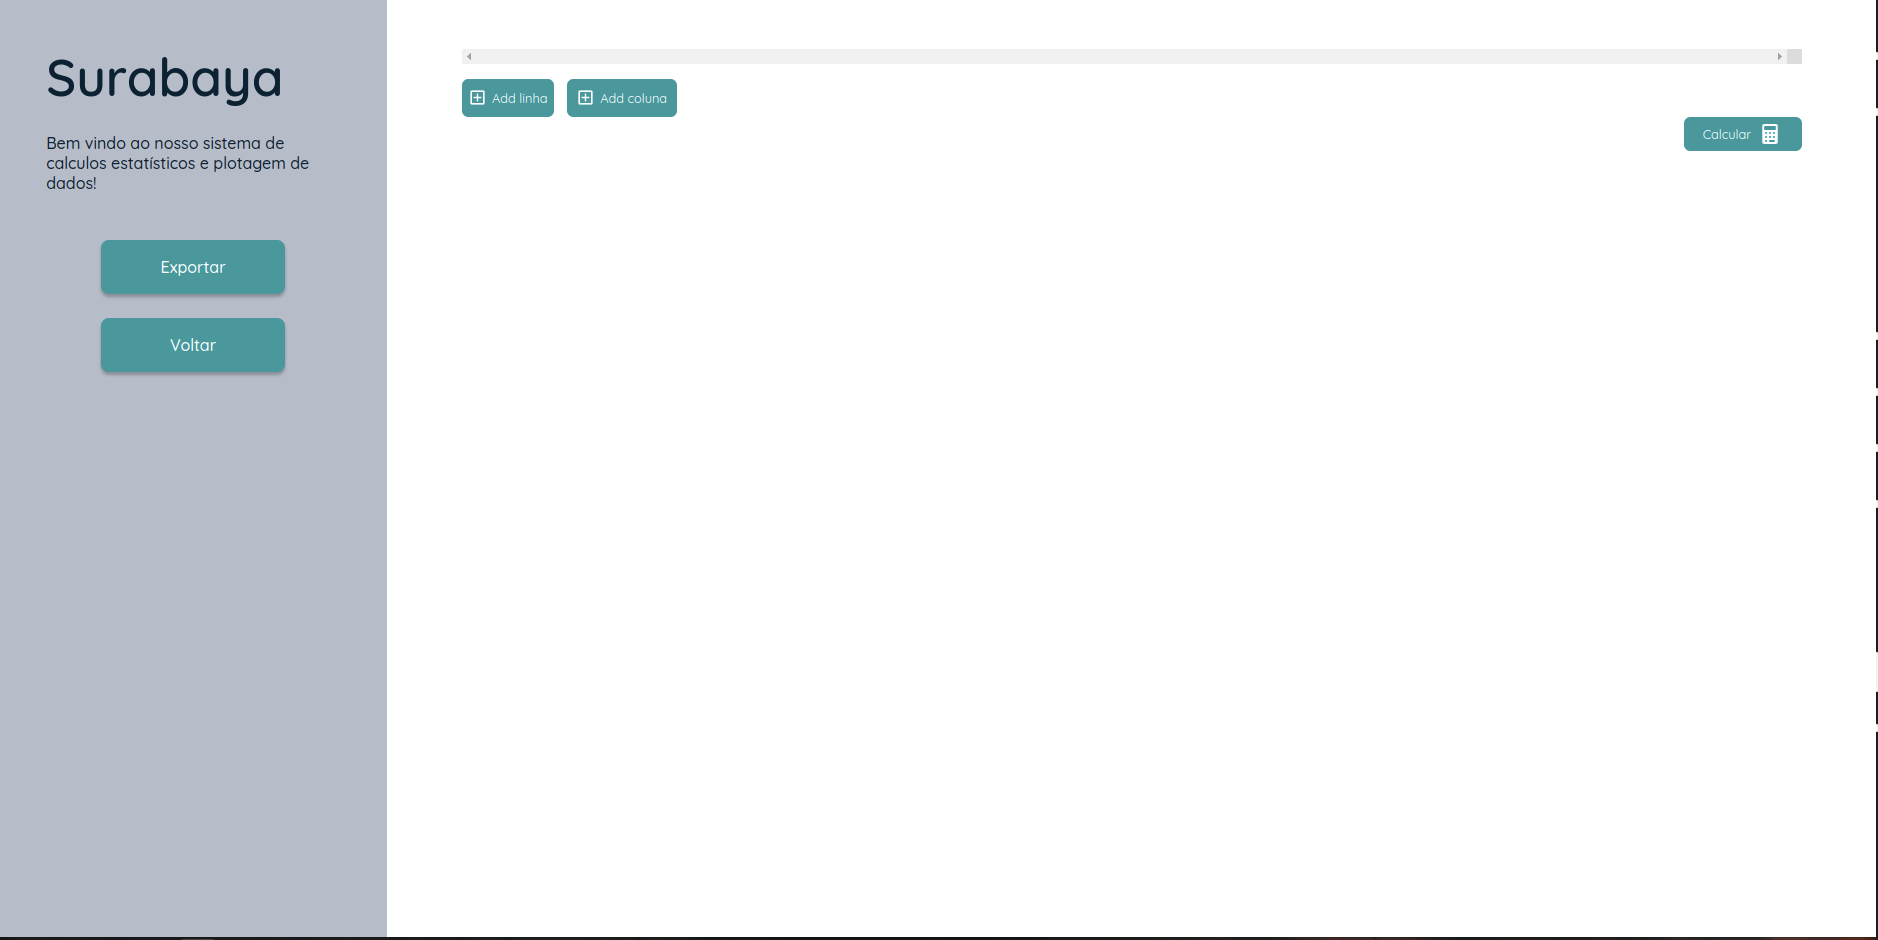 Surabaya
Bem vindo ao nosso sistema de
calculos estatísticos e plotagem de
dados!
Exportar
Voltar
Add linha
Add coluna
Calcular